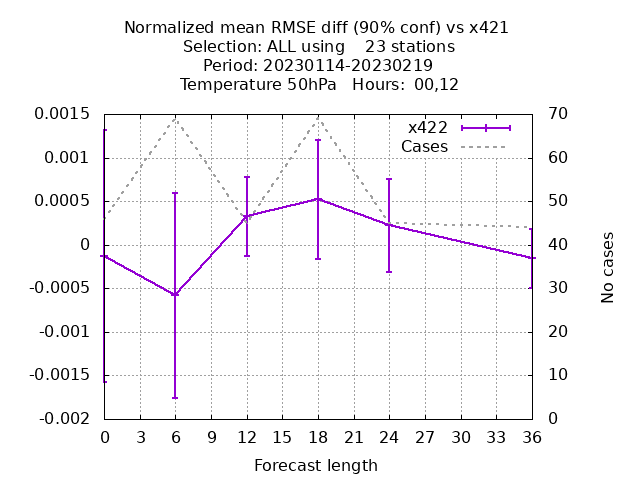 Normalized mean RMSE diff (90% conf) vs x421
Selection: ALL using    23 stations
Period: 20230114-20230219
Temperature 50hPa   Hours:  00,12
0.0015
0.001
0.0005
0
-0.0005
-0.001
-0.0015
-0.002
70
60
50
40
30
20
10
0
x422
Cases
No cases
0 3 6 9 12 15 18 21 24 27 30 33 36
Forecast length